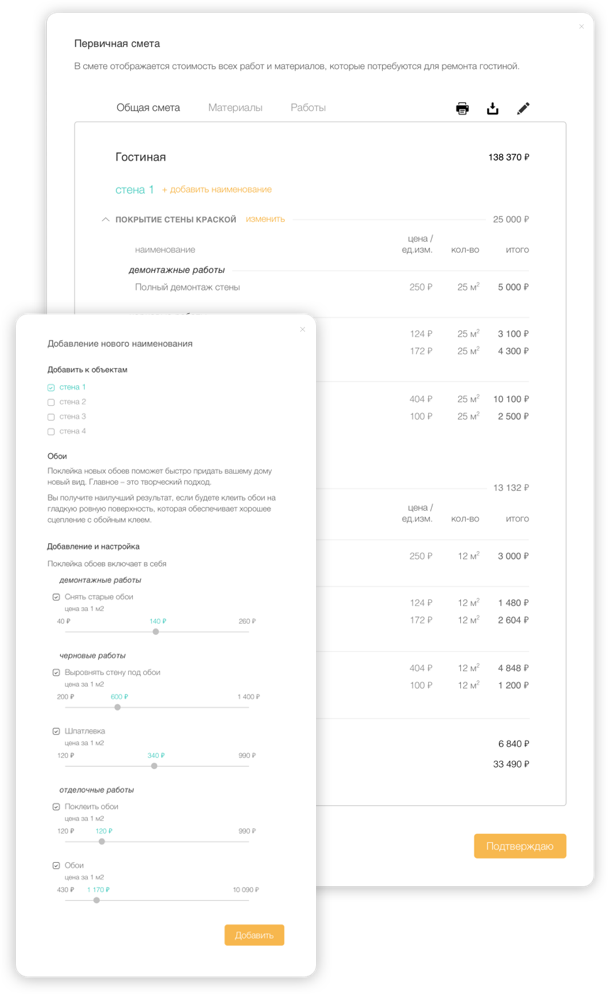 Первичная смета
В смете отображается стоимость всех работ и материалов, которые потребуются для ремонта гостиной.
Общая смета Материалы Работы
Гостиная 138 370 ₽
стена 1 + добавить наименование
ПОКРЫТИЕ СТЕНЫ КРАСКОЙ изменить 25 000 ₽
цена /
наименование ед.изм. кол-во итого
демонтажные работы
Полный демонтаж стены 250 ₽ 25 м² 5 000 ₽
124 ₽ 25 м² 3 100 ₽
172 ₽ 25 м² 4 300 ₽
404 ₽ 25 м² 10 100 ₽
100 ₽ 25 м² 2 500 ₽
13 132 ₽
цена /
ед.изм. кол-во итого
250 ₽ 12 м² 3 000 ₽
124 ₽ 12 м² 1 480 ₽
172 ₽ 12 м² 2 604 ₽
404 ₽ 12 м² 4 848 ₽
100 ₽ 12 м² 1 200 ₽
6 840 ₽
33 490 ₽
Подтверждаю
Добавление нового наименования
Добавить к объектам
стена 1
стена 2
стена 3
стена 4
Обои
Поклейка новых обоев поможет быстро придать вашему дому
новый вид. Главное – это творческий подход.
Вы получите наилучший результат, если будете клеить обои на
гладкую ровную поверхность, которая обеспечивает хорошее
сцепление с обойным клеем.
Добавление и настройка
Поклейка обоев включает в себя
демонтажные работы
Снять старые обои
цена за 1 м2
40 ₽ 140 ₽ 260 ₽
черновые работы
Выровнять стену под обои
цена за 1 м2
200 ₽ 600 ₽ 1 400 ₽
Шпатлевка
цена за 1 м2
120 ₽ 340 ₽ 990 ₽
отделочные работы
Поклеить обои
цена за 1 м2
120 ₽ 120 ₽ 990 ₽
Обои
цена за 1 м2
430 ₽ 1 170 ₽ 10 090 ₽
Добавить